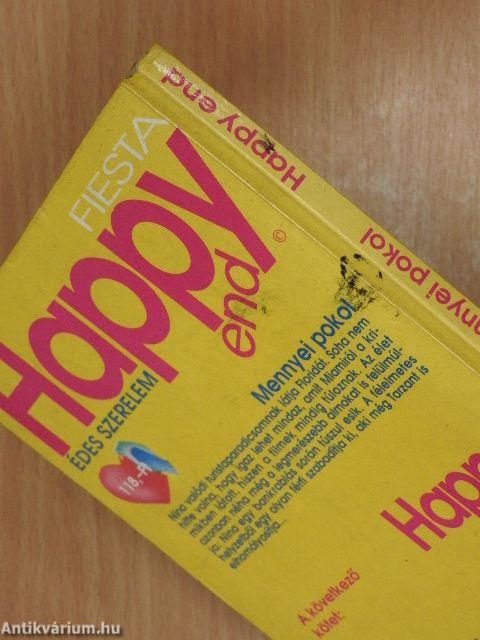 Happy end
Mennyei pokol
FIESTA
Happy
end ©
ÉDES SZERELEM
118,-Ft
Mennyei pokol
Nina valódi turistaparadicsomnak látja Floridát. Soha nem
hitte volna, hogy igaz lehet mindaz, amit Miamiról a kri-
mikben látott, hiszen a filmek mindig túloznak. Az élet
azonban néha még a legmerészebb álmokat is felülmúl-
ja: Nina egy bankrablás során túszul esik. A félelmetes
helyzetből egy olyan férfi szabadítja ki, aki még Tarzant is
elhomályosítja...
A következő
kötet:
Happ
Antikvárium.hu